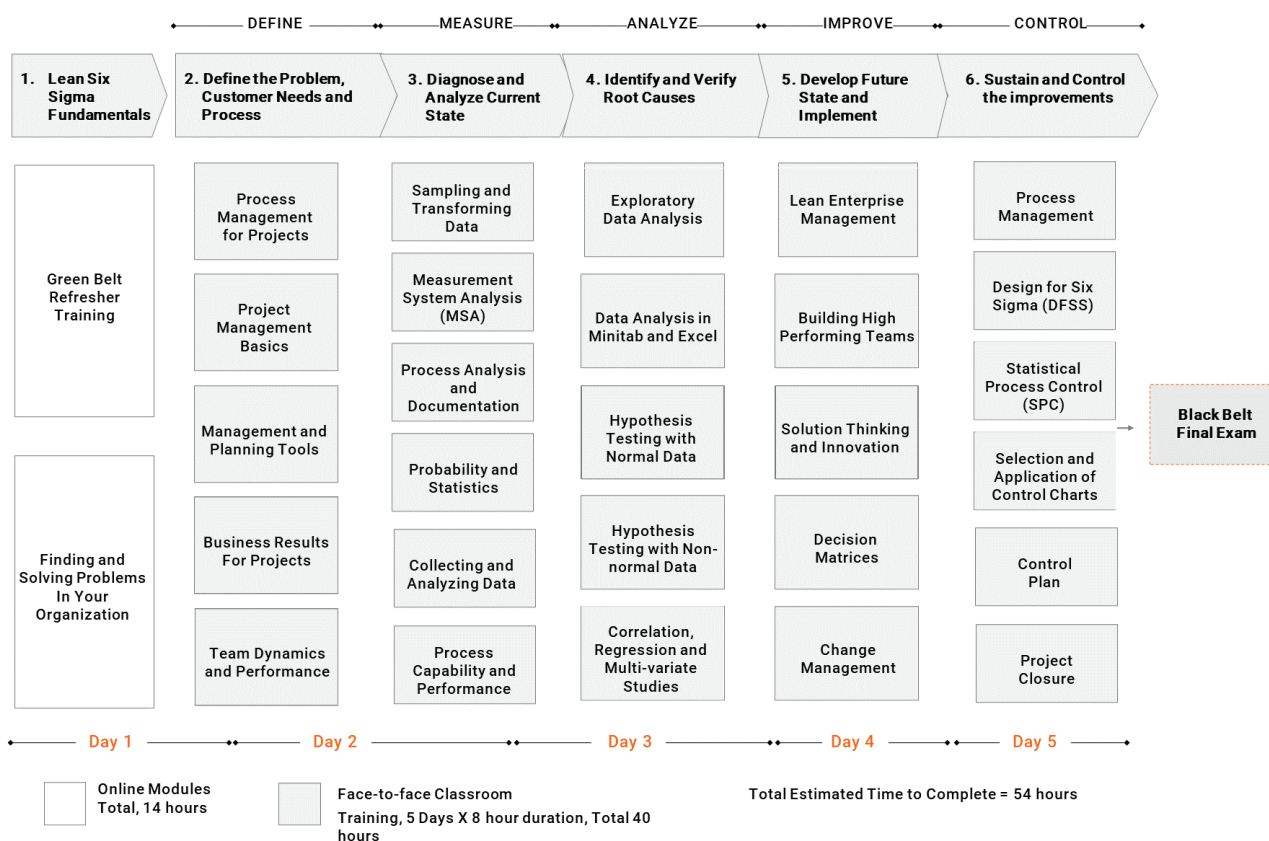 DEFINE
MEASURE
ANALYZE
IMPROVE
CONTROL
1. Lean Six
Sigma
Fundamentals
2. Define the Problem,
Customer Needs and
Process
3. Diagnose and
Analyze Current
State
4. Identify and Verify
Root Causes
5. Develop Future
State and
Implement
6. Sustain and Control
the improvements
Green Belt
Refresher
Training
Finding and
Solving Problems
In Your
Organization
Process
Management
for Projects
Project
Management
Basics
Management and
Planning Tools
Business Results
For Projects
Team Dynamics
and Performance
Sampling and
Transforming
Data
Measurement
System Analysis
(MSA)
Process Analysis
and
Documentation
Probability and
Statistics
Collecting and
Analyzing Data
Process
Capability and
Performance
Exploratory
Data Analysis
Data Analysis in
Minitab and Excel
Hypothesis
Testing with
Normal Data
Hypothesis
Testing with Non-
normal Data
Correlation,
Regression and
Multi-variate
Studies
Lean Enterprise
Management
Building High
Performing Teams
Solution Thinking
and Innovation
Decision
Matrices
Change
Management
Process
Management
Design for Six
Sigma (DFSS)
Statistical
Process Control
(SPC)
Selection and
Application of
Control Charts
Control
Plan
Project
Closure
Black Belt
Final Exam
Day 1
Day 2
Day 3
Day 4
Day 5
Online Modules
Total, 14 hours
Face-to-face Classroom
Training, 5 Days X 8 hour duration, Total 40
hours
Total Estimated Time to Complete = 54 hours